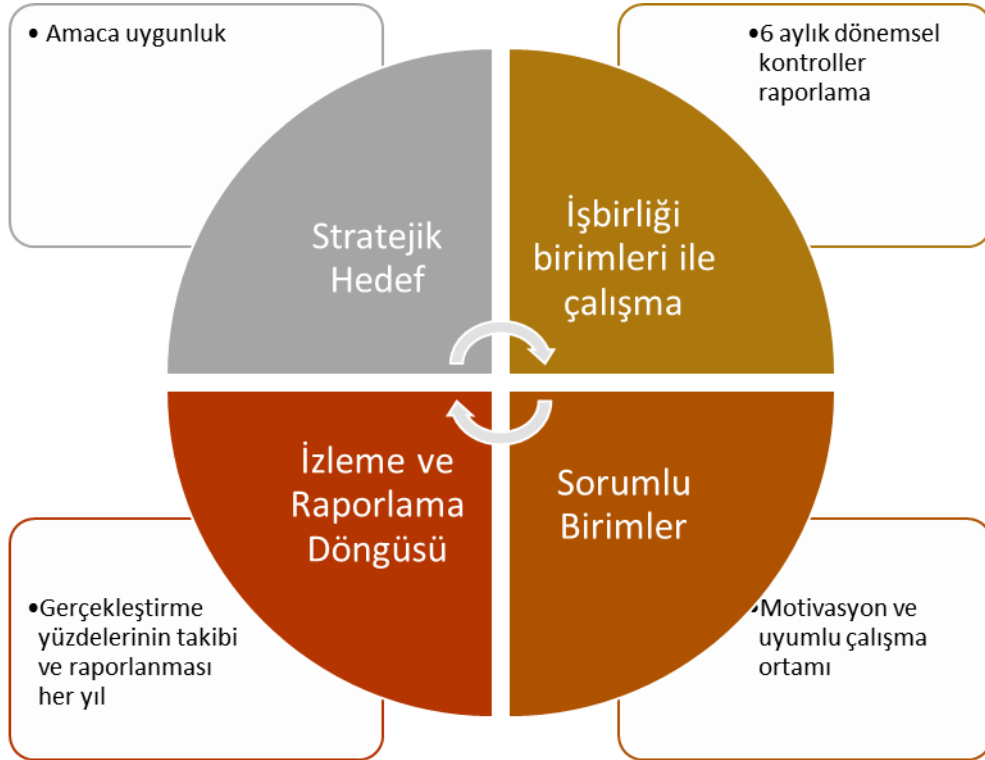 • Amaca uygunluk
•6 aylık dönemsel
kontroller
raporlama
Stratejik
Hedef
İşbirliği
birimleri ile
çalışma
İzleme ve
Raporlama
Döngüsü
Sorumlu
Birimler
•Gerçekleştirme
yüzdelerinin takibi
ve raporlanması
her yıl
•Motivasyon ve
uyumlu çalışma
ortamı